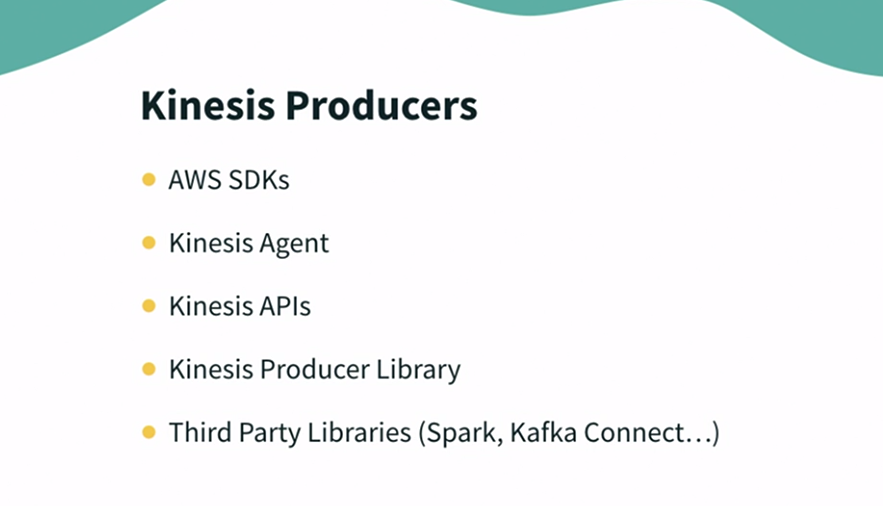 Kinesis Producers
AWS SDKs
Kinesis Agent
Kinesis APIs
Kinesis Producer Library
Third Party Libraries (Spark, Kafka Connect…)